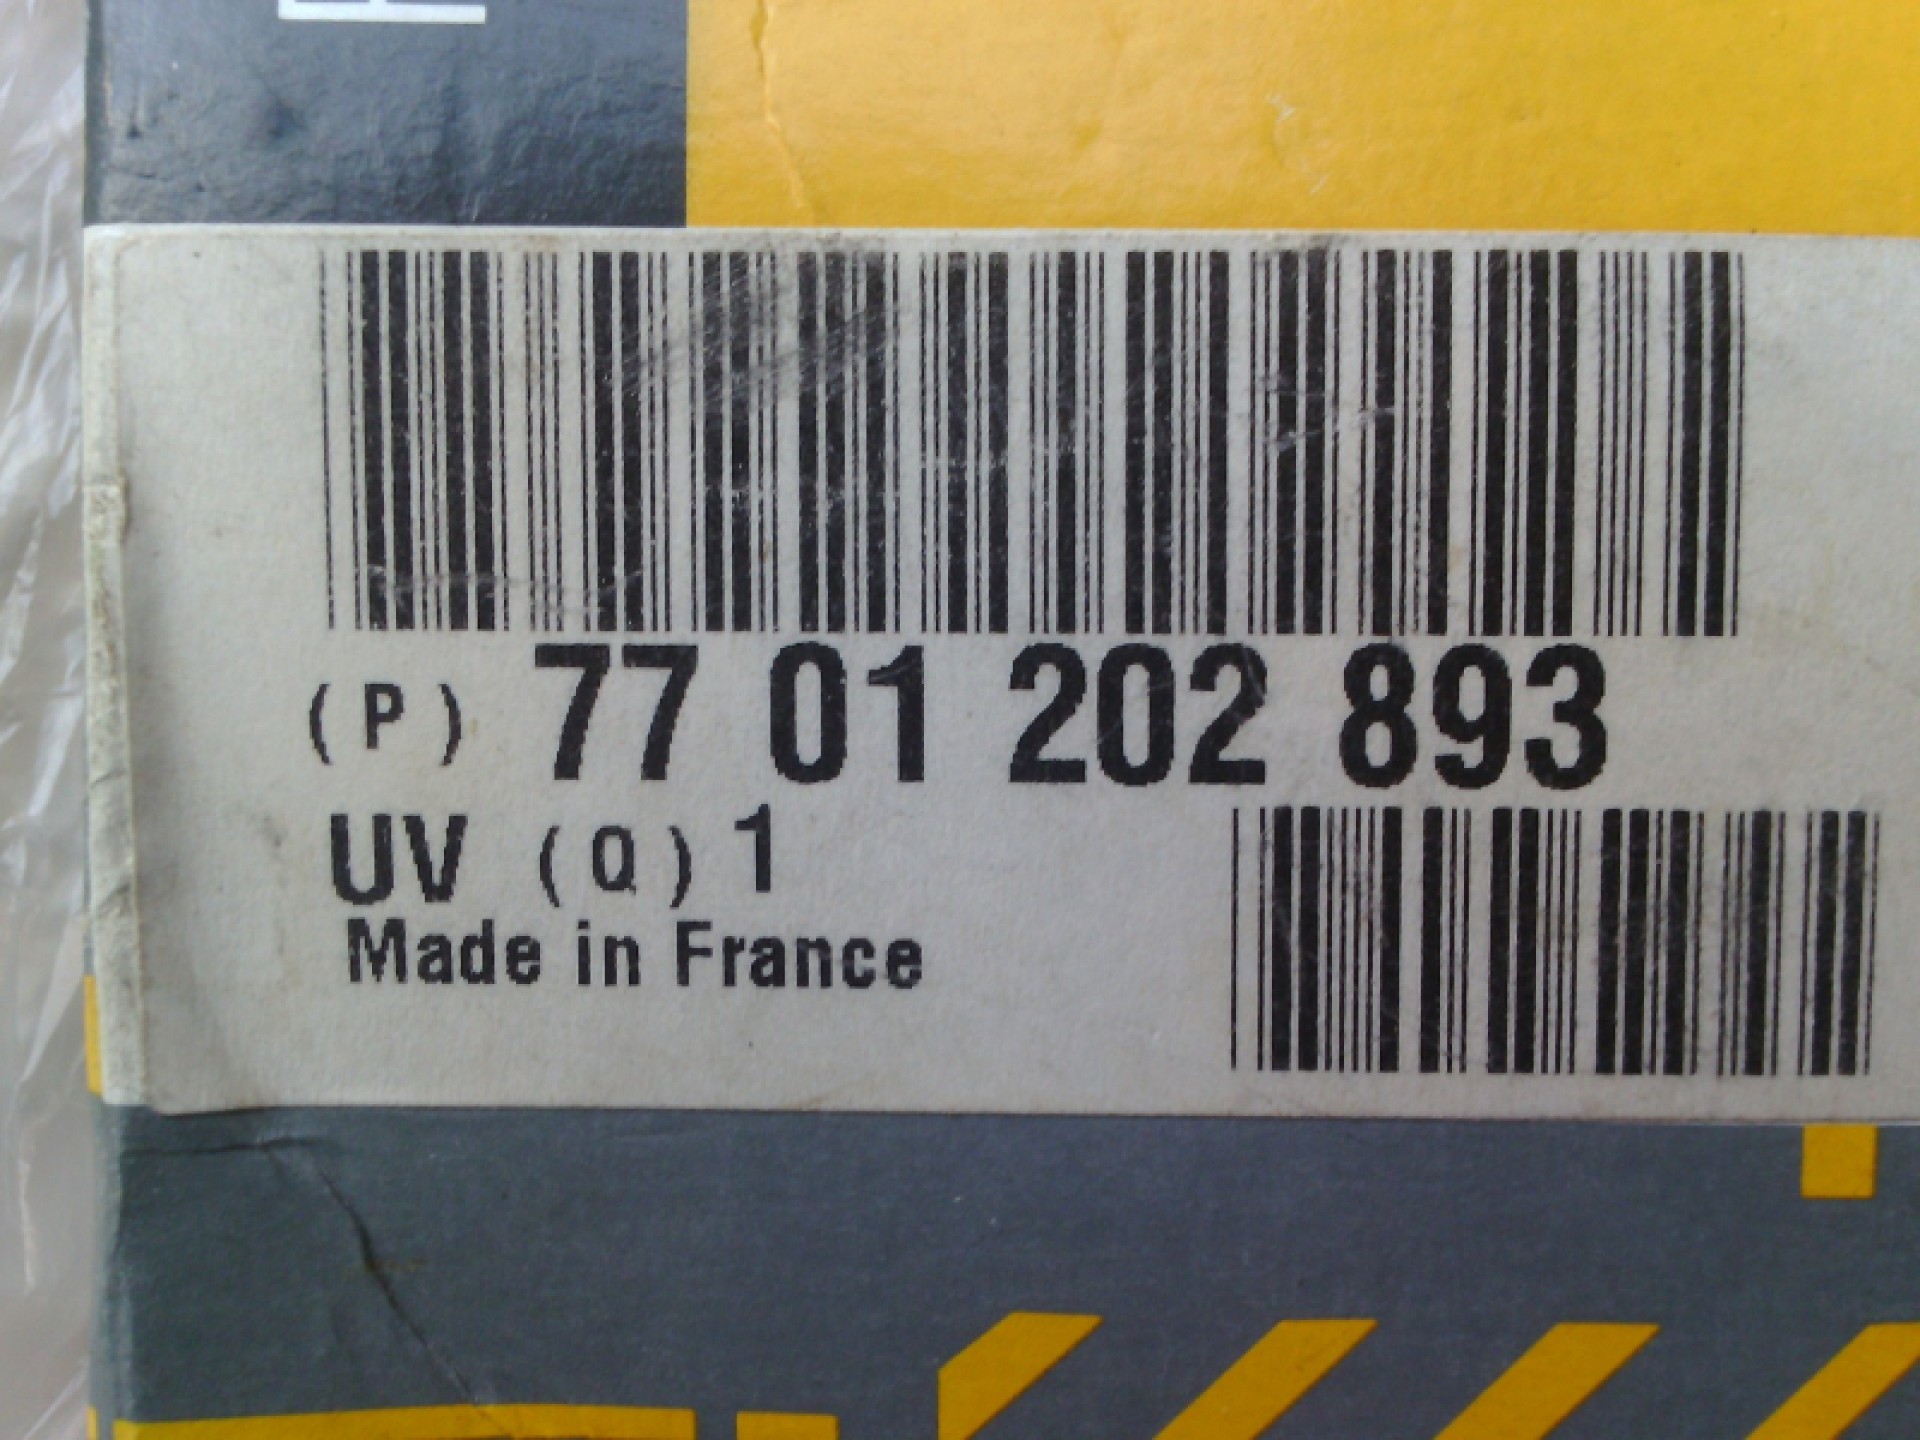 (P) 77 01 202 893
UV (Q) 1
Made in France